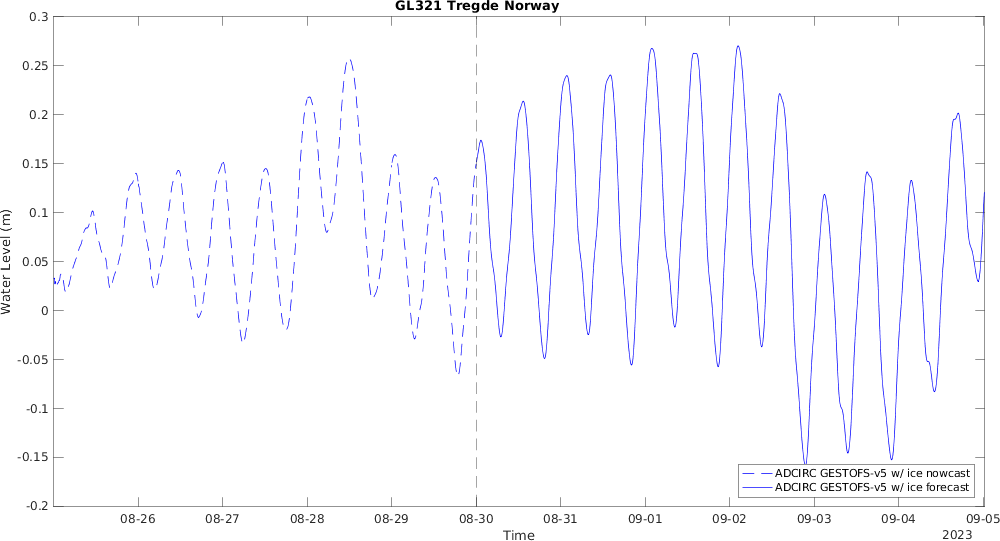 GL321 Tregde Norway
Water Level (m)
0.3
0.25
0.2
0.15
0.1
0.05
0
-0.05
-0.1
-0.15
-0.2
ADCIRC GESTOFS-v5 w/ ice nowcast
ADCIRC GESTOFS-v5 w/ ice forecast
08-26 08-27 08-28 08-29 08-30 08-31 09-01 09-02 09-03 09-04 09-05
Time
2023